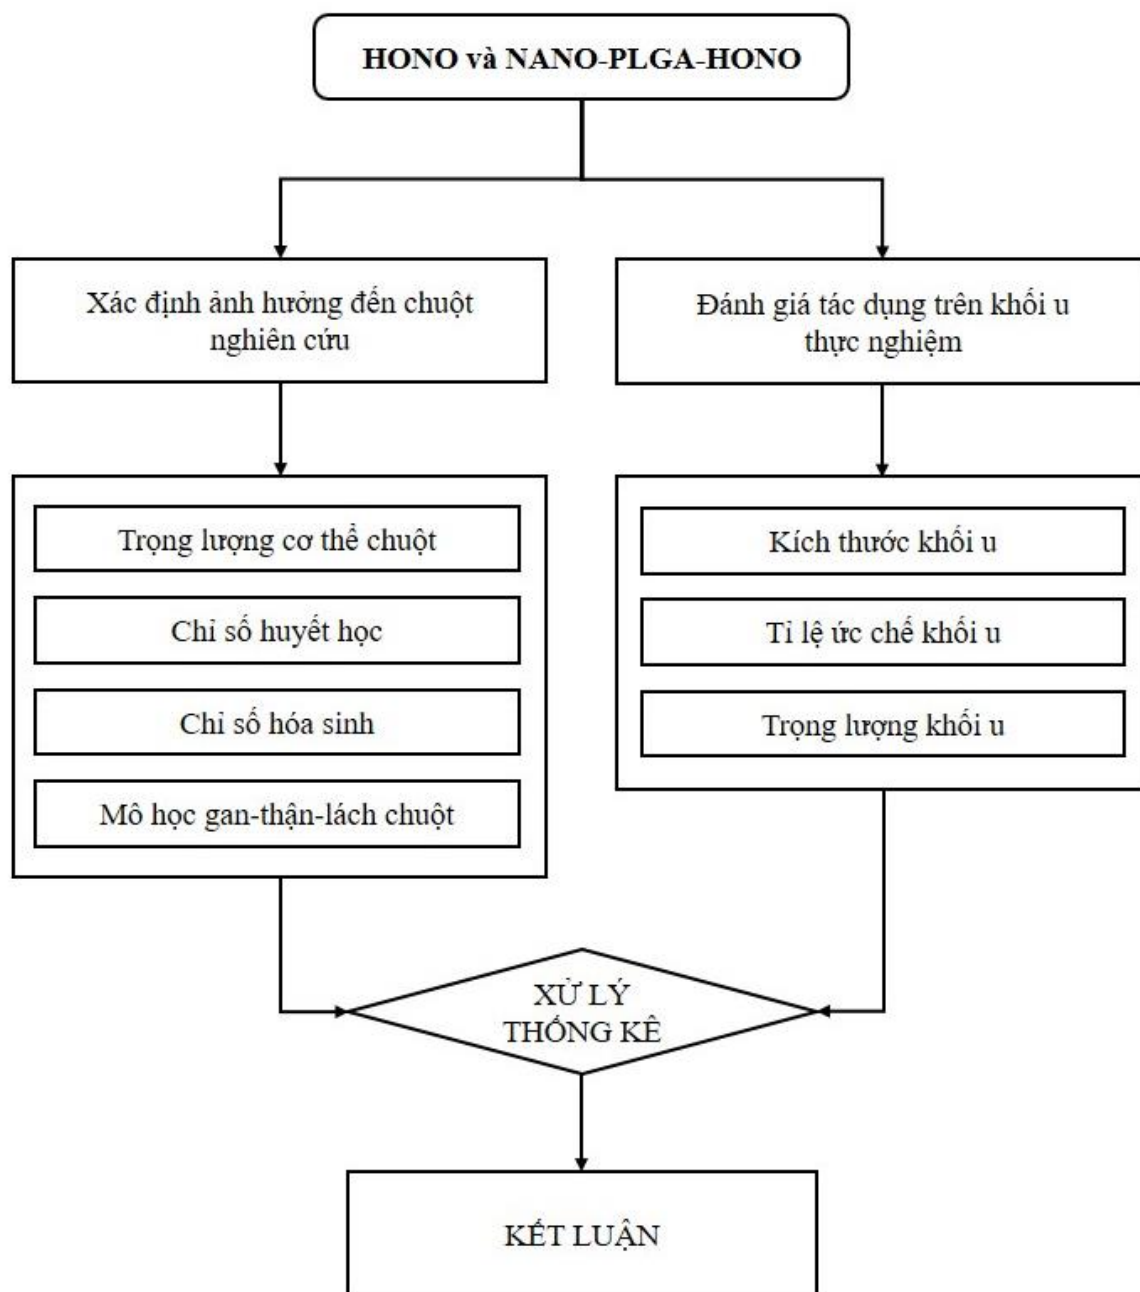 HONO và NANO-PLGA-HONO
Xác định ảnh hưởng đến chuột
nghiên cứu
Đánh giá tác dụng trên khối u
thực nghiệm
Trọng lượng cơ thể chuột
Chỉ số huyết học
Chỉ số hóa sinh
Mô học gan-thận-lách chuột
Kích thước khối u
Tỉ lệ ức chế khối u
Trọng lượng khối u
XỬ LÝ
THỐNG KÊ
KẾT LUẬN